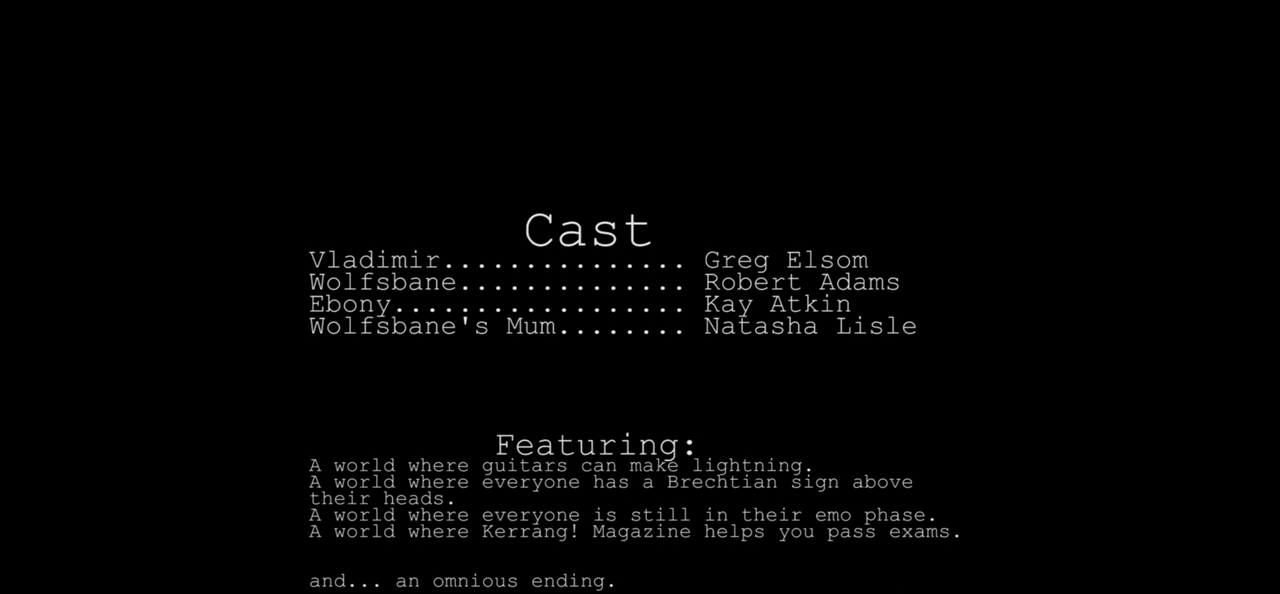 Cast
Vladimir............... Greg Elsom
Wolfsbane.............. Robert Adams
Ebony.................. Kay Atkin
Wolfsbane's Mum........ Natasha Lisle
Featuring:
A world where guitars can make lightning.
A world where everyone has a Brechtian sign above
their heads.
A world where everyone is still in their emo phase.
A world where Kerrang! Magazine helps you pass exams.
and... an omnious ending.